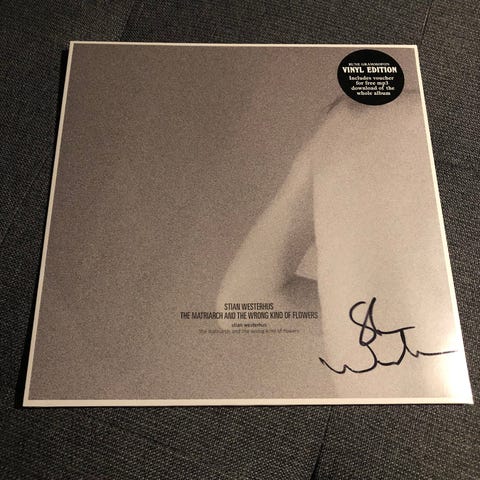 RUNE GRAMMOFON
VINYL EDITION
Includes voucher
for free mp3
download of the
whole album
STIAN WESTERHUS
THE MATRIARCH AND THE WRONG KIND OF FLOWERS
stian westerhus
the matriarch and the wrong kind of flowers